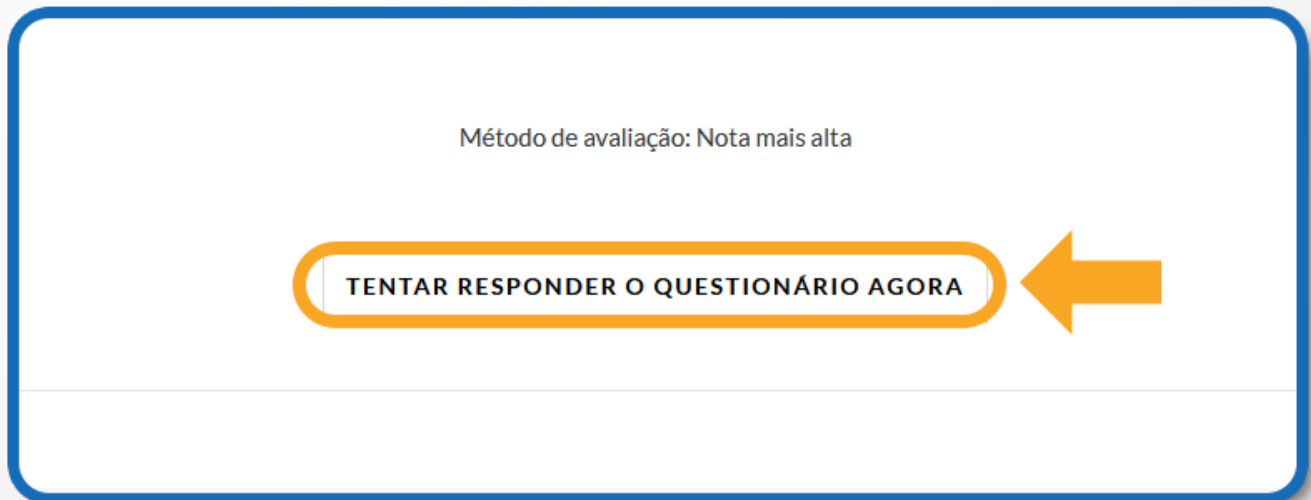 Método de avaliação: Nota mais alta
TENTAR RESPONDER O QUESTIONÁRIO AGORA